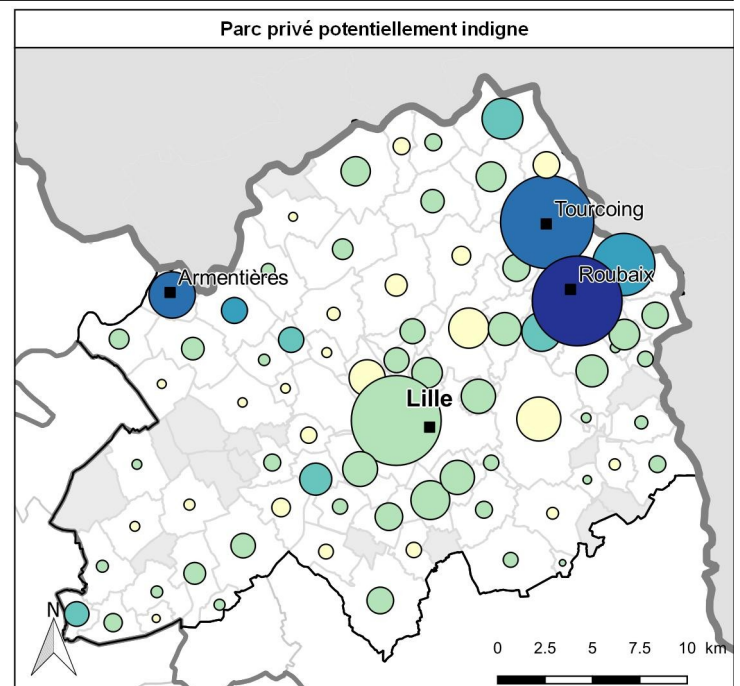 Parc privé potentiellement indigne
Tourcoing
Roubaix
Armentières
Lille
N
0 2.5 5 7.5 10 km